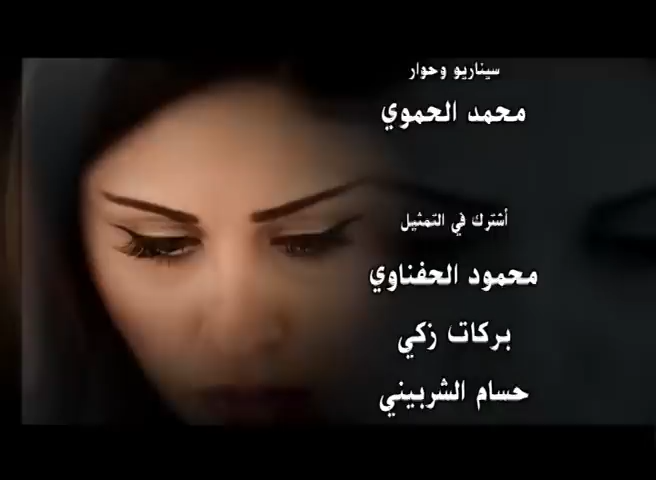 سيناريو وحوار
محمد الحموي
أشترك في التمثيل
محمود الحفناوي
بركات زكي
حسام الشربيني